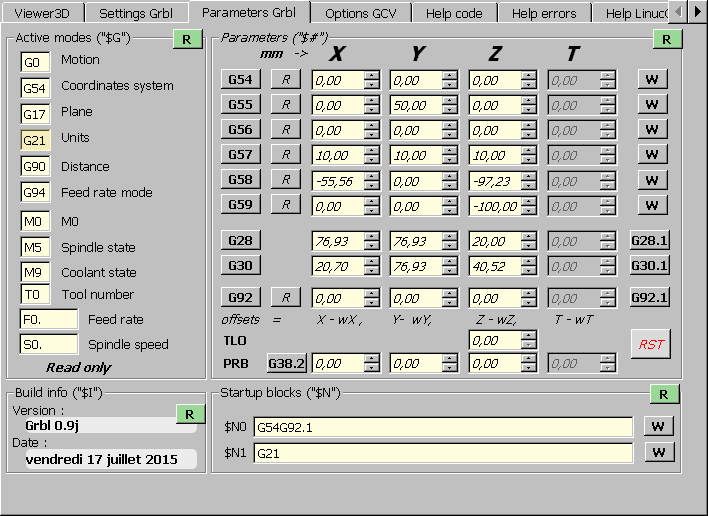 Viewer3D Settings Grbl Parameters Grbl Options GCV Help code Help errors Help LinuxC
Active modes ("$G") R
G0 Motion
G54 Coordinates system
G17 Plane
G21 Units
G90 Distance
G94 Feed rate mode
M0 M0
M5 Spindle state
M9 Coolant state
T0 Tool number
F0. Feed rate
S0. Spindle speed
Read only
Parameters ("$#") R
mm -> X Y Z T
G54 R 0,00 0,00 0,00 0,00 W
G55 R 0,00 50,00 0,00 0,00 W
G56 R 0,00 0,00 0,00 0,00 W
G57 R 10,00 10,00 10,00 0,00 W
G58 R -55,56 0,00 -97,23 0,00 W
G59 R 0,00 0,00 -100,00 0,00 W
G28 76,93 76,93 20,00 0,00 G28.1
G30 20,70 76,93 40,52 0,00 G30.1
G92 R 0,00 0,00 0,00 0,00 G92.1
offsets = X - wX, Y- wY, Z - wZ, T - wT
TLO 0,00 RST
PRB G38.2 0,00 0,00 0,00 0,00
Build info ("$I") R
Version :
Grbl 0.9j
Date :
vendredi 17 juillet 2015
Startup blocks ("$N") R
$N0 G54G92.1 W
$N1 G21 W